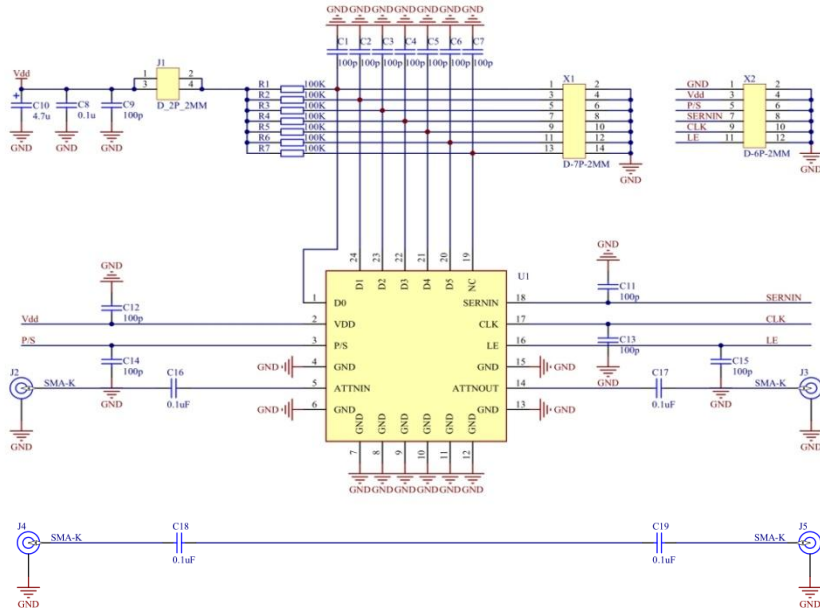 GND GND GND GND GND GND GND
C1 C2 C3 C4 C5 C6 C7
100p 100p 100p 100p 100p 100p 100p
Vdd
C10
4.7u
GND
C8
0.1u
GND
C9
100p
GND
J1
1 2
3 4
D_2P_2MM
R1 100K
R2 100K
R3 100K
R4 100K
R5 100K
R6 100K
R7 100K
X1
1 2
3 4
5 6
7 8
9 10
11 12
13 14
D-7P-2MM
GND
X2
GND 1 2
Vdd 3 4
P/S 5 6
SERNIN 7 8
CLK 9 10
LE 11 12
D-6P-2MM
GND
24 23 22 21 20 19
D1 D2 D3 D4 D5 NC
U1
GND
C12
100p
GND
C11
100p
1 D0
SERNIN 18 SERNIN
Vdd 2 VDD
CLK 17 CLK
P/S 3 P/S
LE 16 LE
C14
100p
GND
C13
100p
GND
C15
100p
GND
GND 4 GND
GND 15 GND
J2 SMA-K C16 0.1uF 5 ATTNIN
ATTNOUT 14 C17 0.1uF SMA-K J3
GND 6 GND
GND 13 GND
GND
GND
GND GND GND GND GND GND
7 8 9 10 11 12
GND GND GND GND GND GND
J4 SMA-K C18 0.1uF
C19 0.1uF SMA-K J5
GND
GND